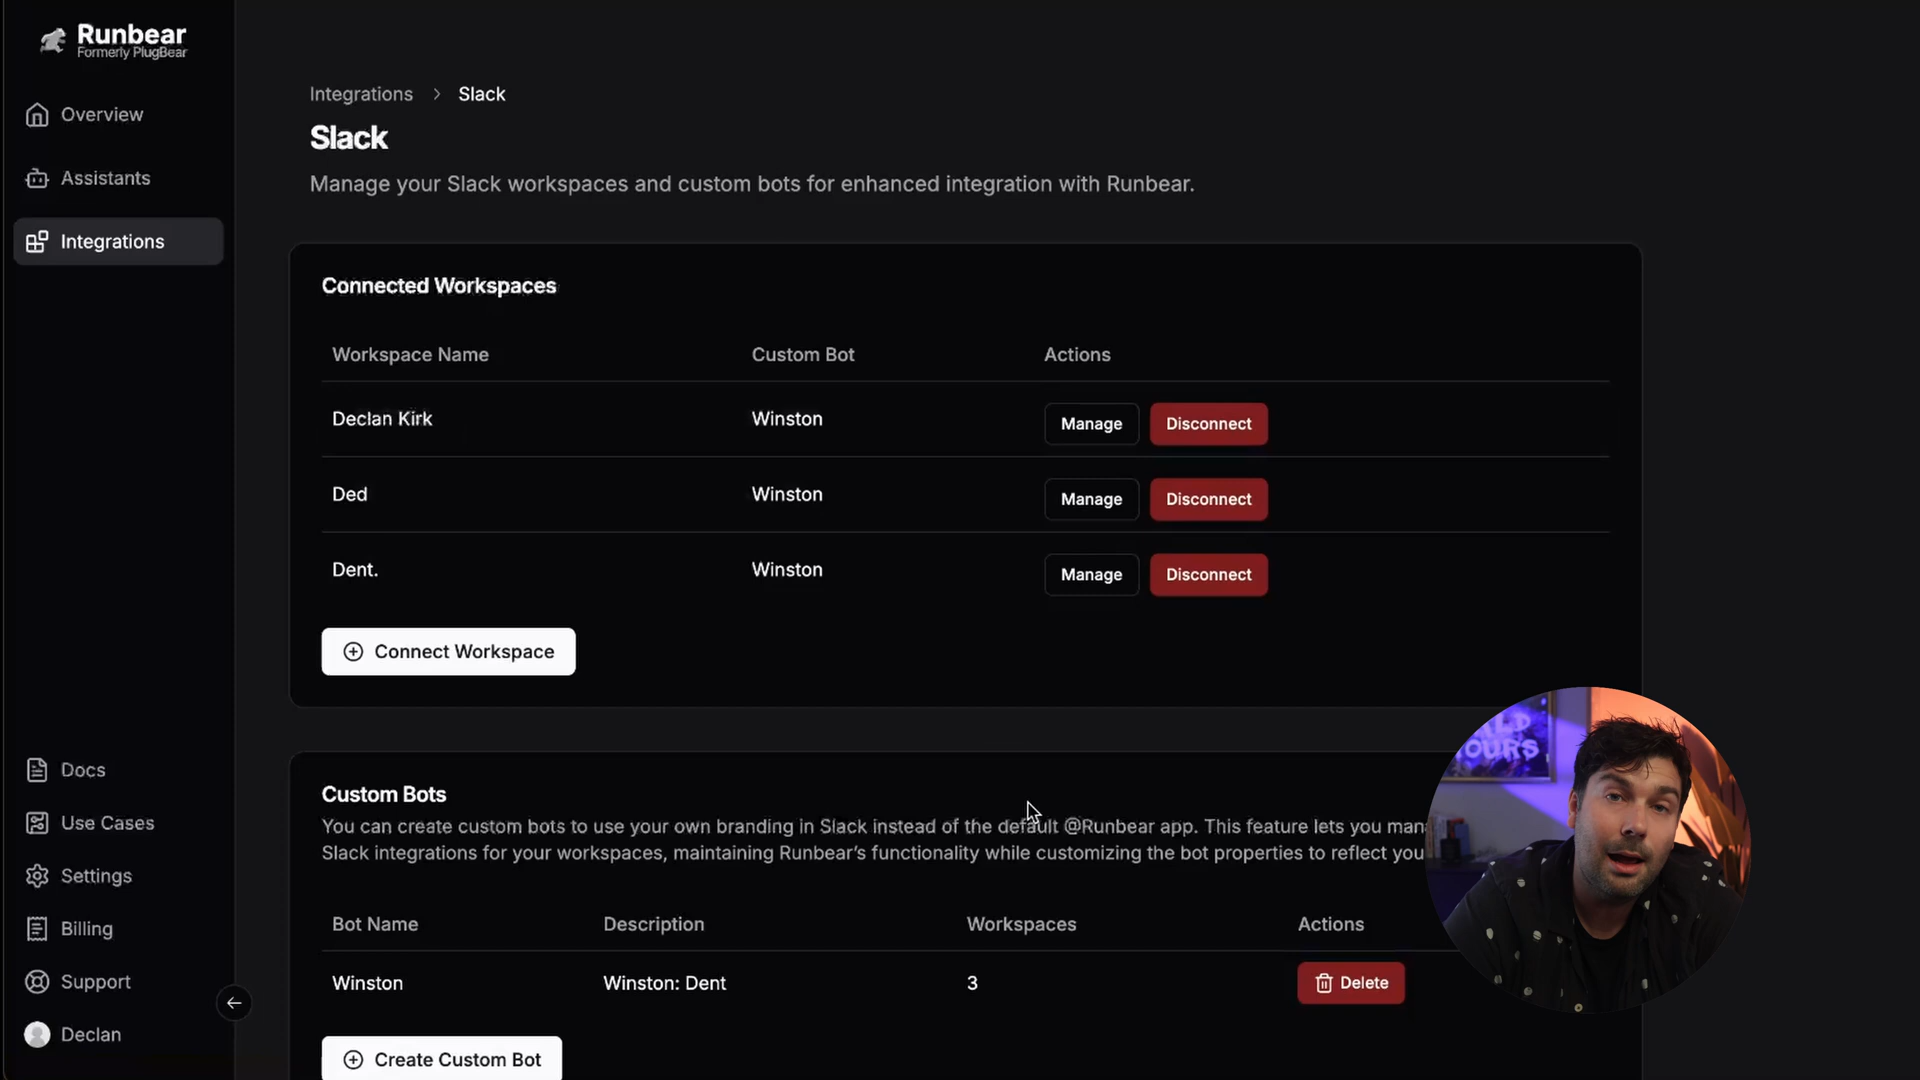 Runbear
Formerly PlugBear
Overview
Assistants
Integrations
Docs
Use Cases
Settings
Billing
Support
Declan
Integrations > Slack
Slack
Manage your Slack workspaces and custom bots for enhanced integration with Runbear.
Connected Workspaces
Workspace Name Custom Bot Actions
Declan Kirk Winston Manage Disconnect
Ded Winston Manage Disconnect
Dent. Winston Manage Disconnect
Connect Workspace
Custom Bots
You can create custom bots to use your own branding in Slack instead of the default @Runbear app. This feature lets you
Slack integrations for your workspaces, maintaining Runbear's functionality while customizing the bot properties to reflect
Bot Name Description Workspaces Actions
Winston Winston: Dent 3 Delete
Create Custom Bot